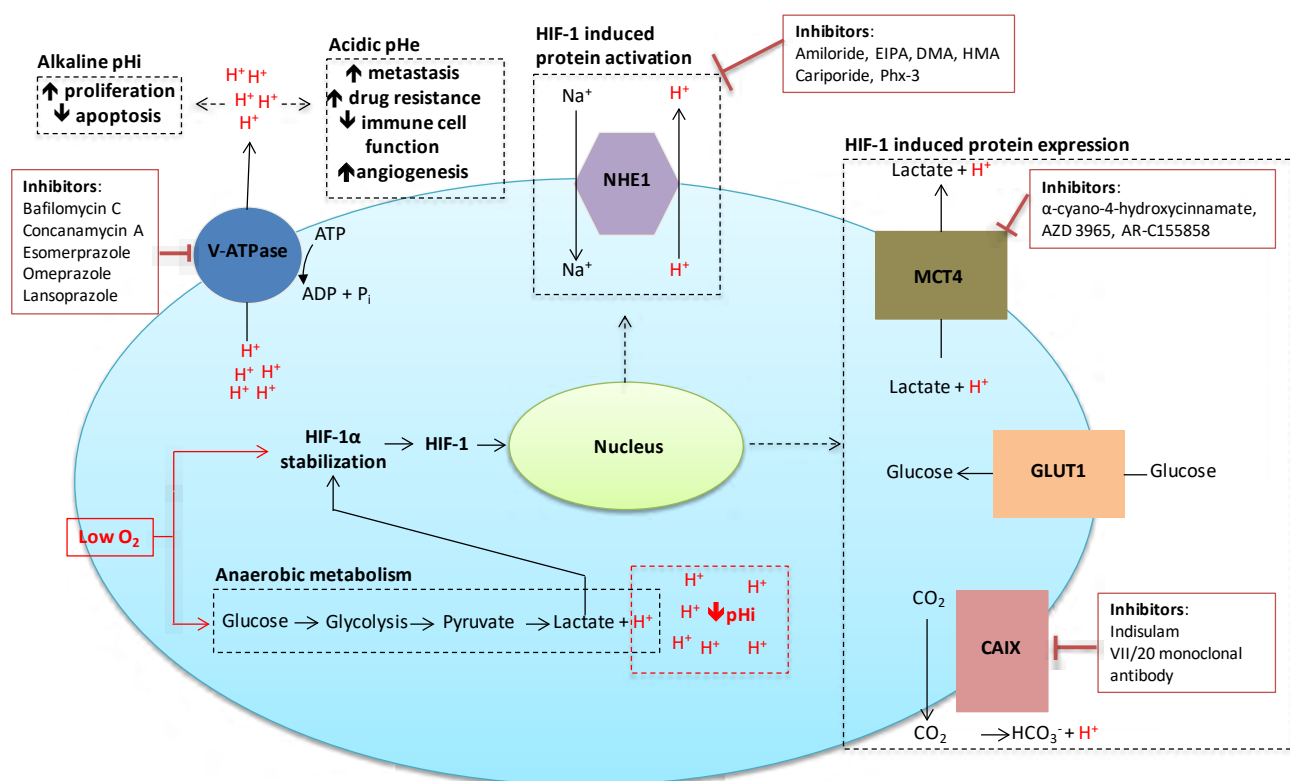 Alkaline pHi
↑ proliferation
↓ apoptosis
H⁺ H⁺
H⁺ H⁺
H⁺
Acidic pHe
↑ metastasis
↑ drug resistance
↓ immune cell
function
↑ angiogenesis
HIF-1 induced
protein activation
Na⁺ H⁺
NHE1
Na⁺ H⁺
Inhibitors:
Amiloride, EIPA, DMA, HMA
Cariporide, Phx-3
Inhibitors:
Bafilomycin C
Concanamycin A
Esomerprazole
Omeprazole
Lansoprazole
V-ATPase
ATP
ADP + Pᵢ
H⁺
H⁺ H⁺
H⁺ H⁺
HIF-1 induced protein expression
Lactate + H⁺
MCT4
Lactate + H⁺
Inhibitors:
α-cyano-4-hydroxycinnamate,
AZD 3965, AR-C155858
HIF-1α
stabilization
HIF-1
Nucleus
Glucose
GLUT1
Glucose
Low O₂
Anaerobic metabolism
Glucose → Glycolysis → Pyruvate → Lactate + H⁺
H⁺ H⁺
H⁺ ↓ pHi
H⁺ H⁺ H⁺
CO₂
CAIX
CO₂ → HCO₃⁻ + H⁺
Inhibitors:
Indisulam
VII/20 monoclonal
antibody